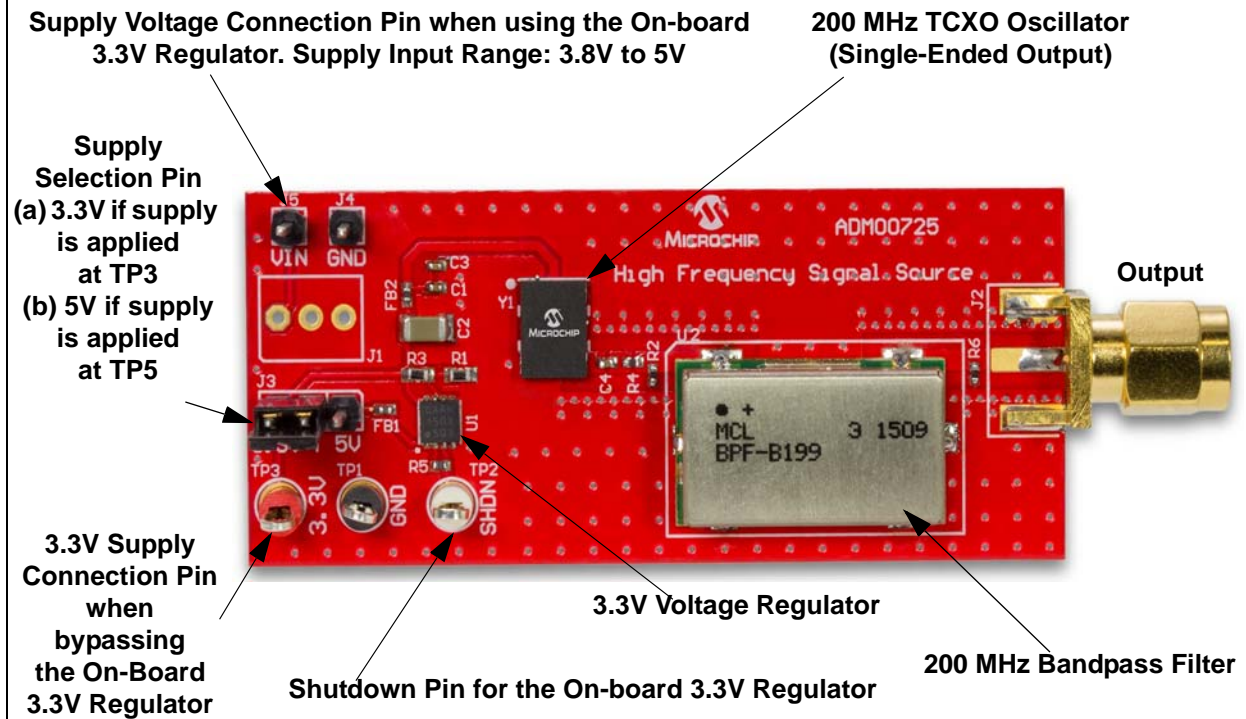 Supply Voltage Connection Pin when using the On-board
3.3V Regulator. Supply Input Range: 3.8V to 5V
200 MHz TCXO Oscillator
(Single-Ended Output)
Supply
Selection Pin
(a) 3.3V if supply
is applied
at TP3
(b) 5V if supply
is applied
at TP5
J4
VIN
GND
MICROCHIP
ADM00725
High Frequency Signal Source
C3
C1
FB2
C2
Y1
MICROCHIP
J2
Output
J1
R3
R1
U2
C4
R4
R2
R6
J3
5V
FB1
U1
R5
TP3
3.3V
TP1
GND
TP2
SHDN
MCL 3 1509
BPF-B199
3.3V Supply
Connection Pin
when
bypassing
the On-Board
3.3V Regulator
3.3V Voltage Regulator
Shutdown Pin for the On-board 3.3V Regulator
200 MHz Bandpass Filter